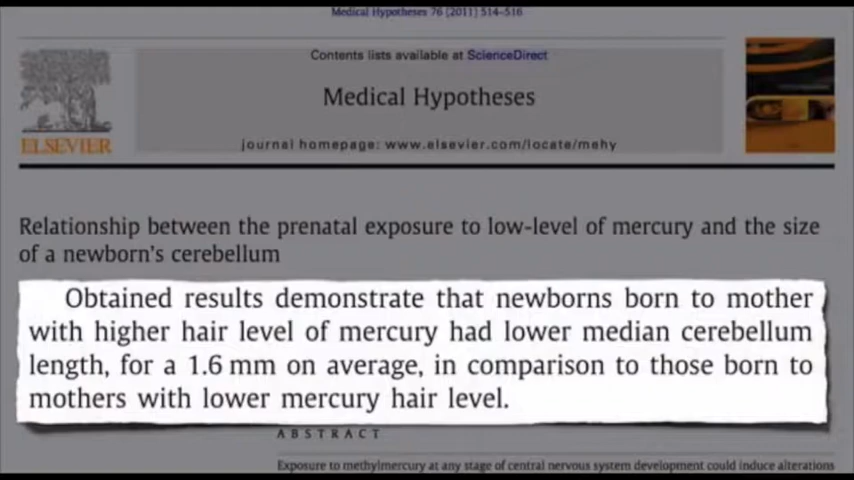 Medical Hypotheses 76 (2011) 514–516
Contents lists available at ScienceDirect
Medical Hypotheses
journal homepage: www.elsevier.com/locate/mehy
ELSEVIER
Relationship between the prenatal exposure to low-level of mercury and the size
of a newborn's cerebellum
Obtained results demonstrate that newborns born to mother
with higher hair level of mercury had lower median cerebellum
length, for a 1.6 mm on average, in comparison to those born to
mothers with lower mercury hair level.
ABSTRACT
Exposure to methylmercury at any stage of central nervous system development could induce alterations